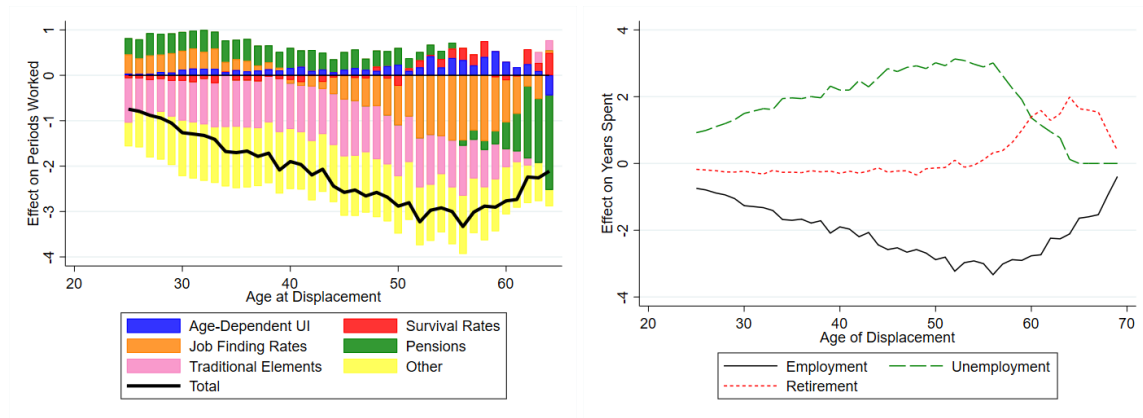 Effect on Periods Worked
1
0
-1
-2
-3
-4
20
30
40
50
60
Age at Displacement
Age-Dependent UI
Survival Rates
Job Finding Rates
Pensions
Traditional Elements
Other
Total
Effect on Years Spent
4
2
0
-2
-4
20
30
40
50
60
70
Age of Displacement
Employment
Unemployment
Retirement